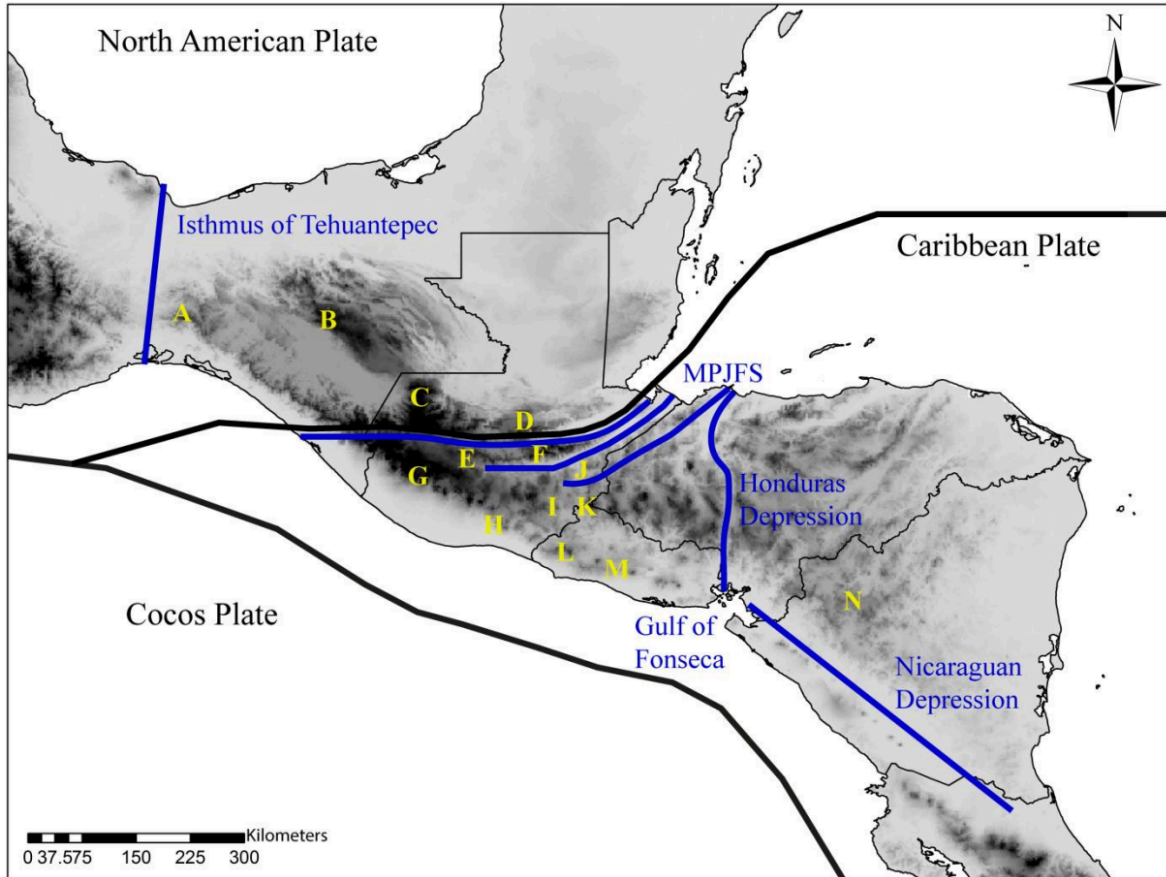 North American Plate
N
Isthmus of Tehuantepec
Caribbean Plate
A
B
MPJFS
C
D
E
F
G
J
I
K
H
Honduras
Depression
L
M
N
Cocos Plate
Gulf of
Fonseca
Nicaraguan
Depression
Kilometers
0 37.575 150 225 300